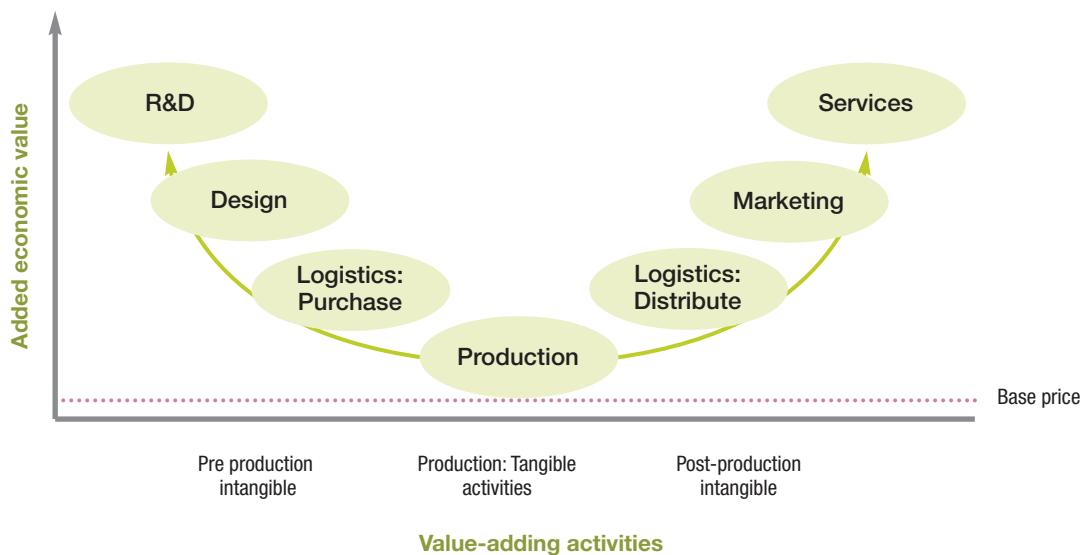 Added economic value
R&D
Services
Design
Marketing
Logistics:
Purchase
Logistics:
Distribute
Production
Base price
Pre production
intangible
Production: Tangible
activities
Post-production
intangible
Value-adding activities